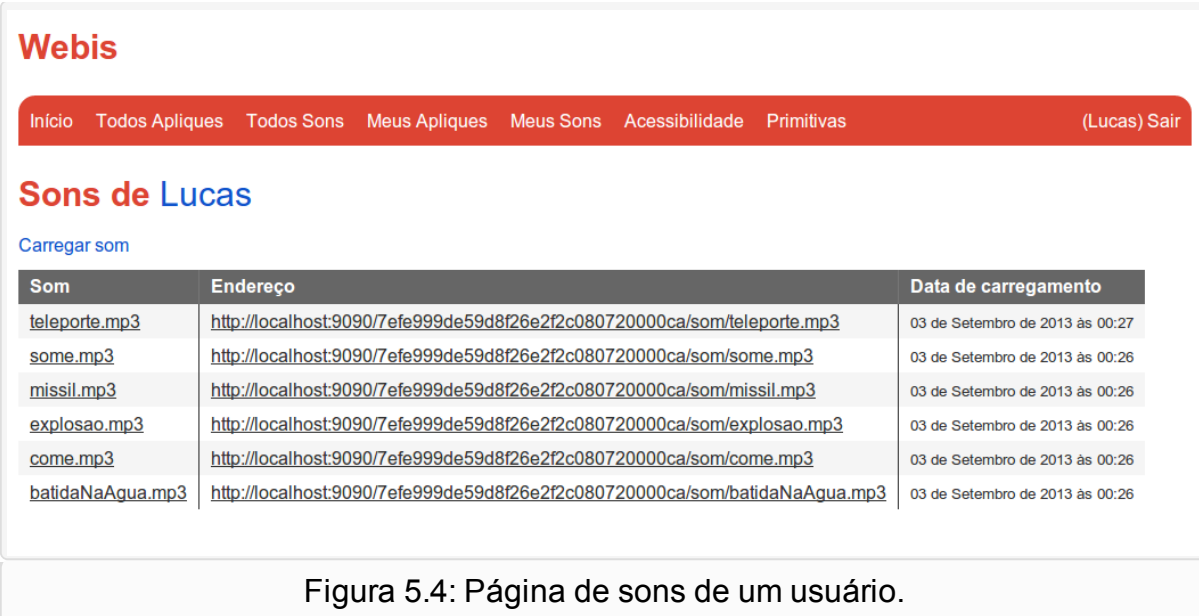 Webis
Início Todos Apliques Todos Sons Meus Apliques Meus Sons Acessibilidade Primitivas (Lucas) Sair
Sons de Lucas
Carregar som
Som Endereço Data de carregamento
teleporte.mp3 http://localhost:9090/7efe999de59d8f26e2f2c080720000ca/som/teleporte.mp3 03 de Setembro de 2013 às 00:27
some.mp3 http://localhost:9090/7efe999de59d8f26e2f2c080720000ca/som/some.mp3 03 de Setembro de 2013 às 00:26
missil.mp3 http://localhost:9090/7efe999de59d8f26e2f2c080720000ca/som/missil.mp3 03 de Setembro de 2013 às 00:26
explosao.mp3 http://localhost:9090/7efe999de59d8f26e2f2c080720000ca/som/explosao.mp3 03 de Setembro de 2013 às 00:26
come.mp3 http://localhost:9090/7efe999de59d8f26e2f2c080720000ca/som/come.mp3 03 de Setembro de 2013 às 00:26
batidaNaAgua.mp3 http://localhost:9090/7efe999de59d8f26e2f2c080720000ca/som/batidaNaAgua.mp3 03 de Setembro de 2013 às 00:26
Figura 5.4: Página de sons de um usuário.